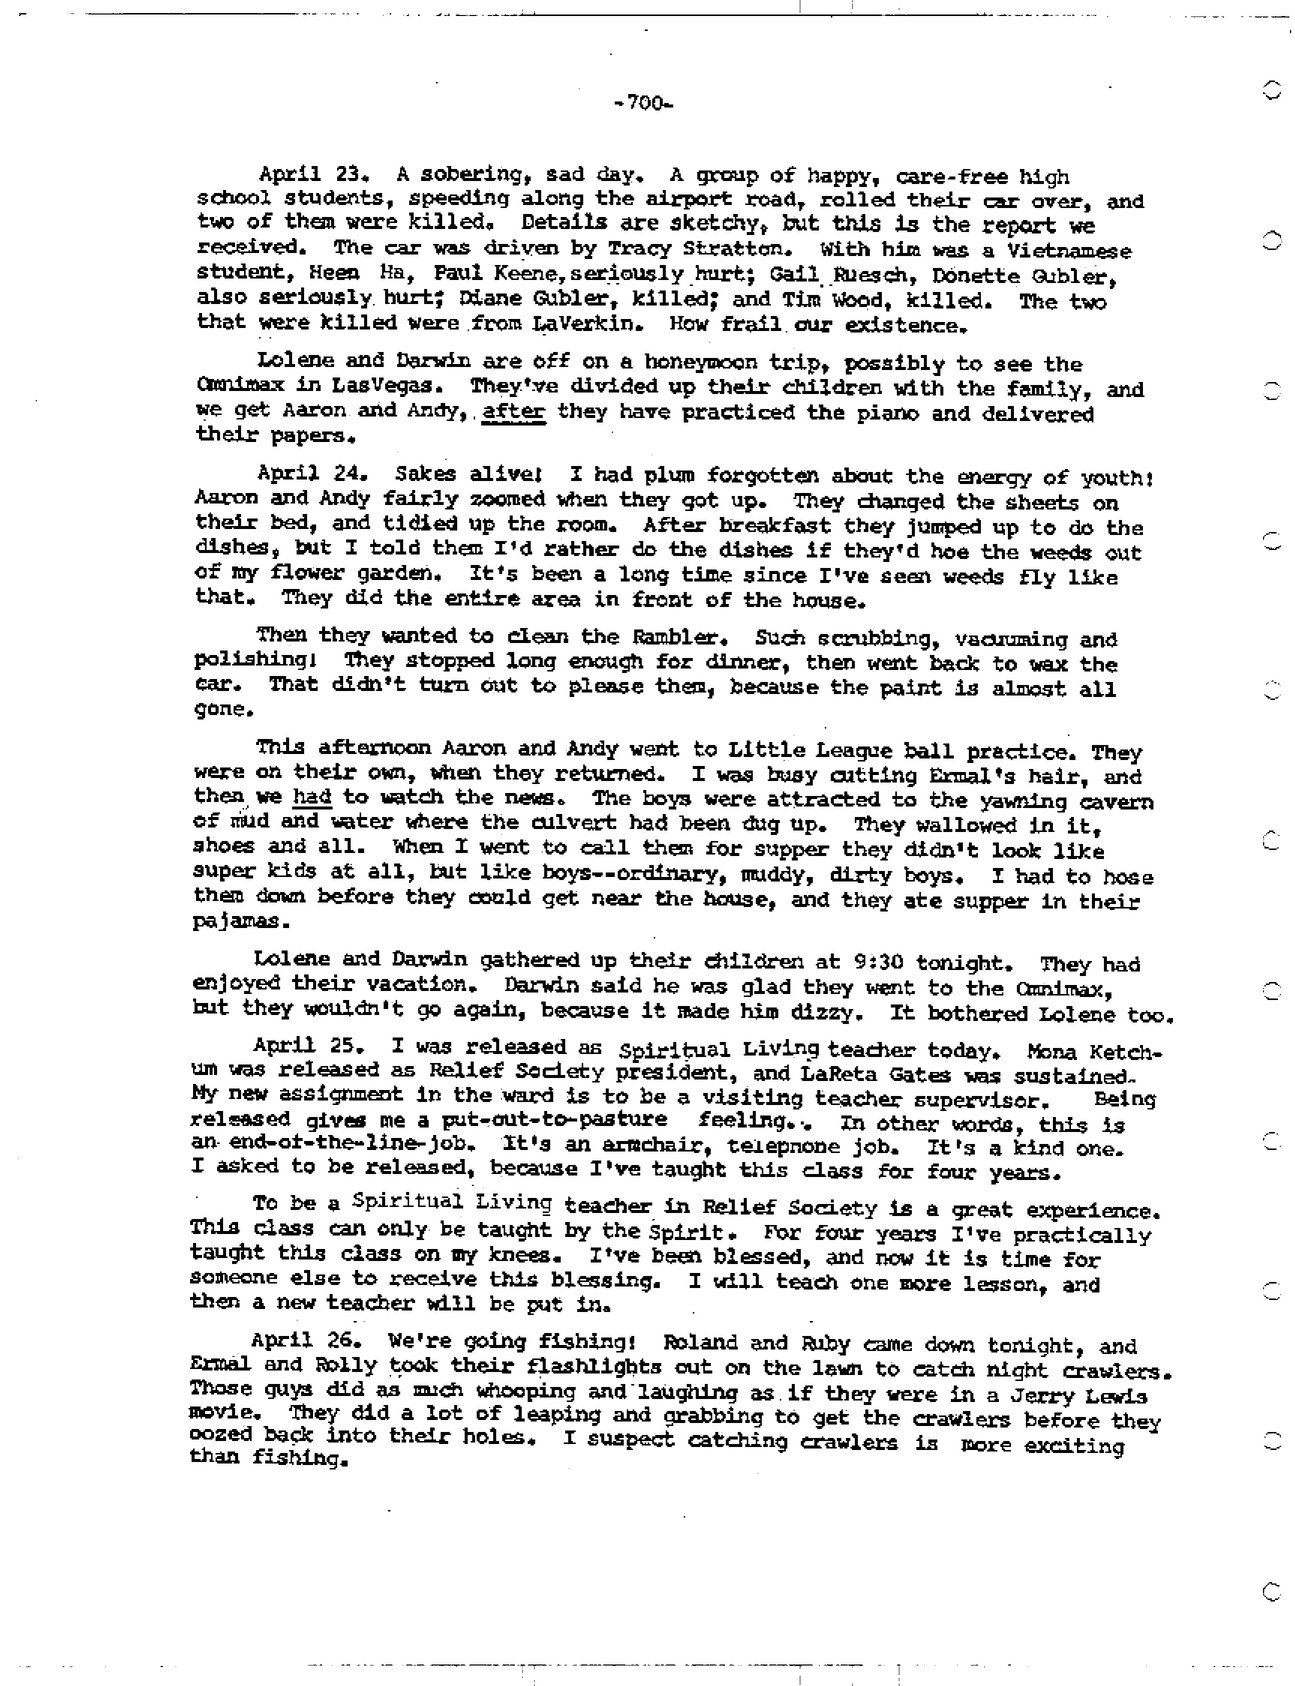 -700-
April 23. A sobering, sad day. A group of happy, care-free high
school students, speeding along the airport road, rolled their car over, and
two of them were killed. Details are sketchy, but this is the report we
received. The car was driven by Tracy Stratton. With him was a Vietnamese
student, Heen Ha, Paul Keene, seriously hurt; Gail Ruesch, Donette Gubler,
also seriously hurt; Diane Gubler, killed; and Tim Wood, killed. The two
that were killed were from LaVerkin. How frail our existence.
Lolene and Darwin are off on a honeymoon trip, possibly to see the
Omnimax in LasVegas. They've divided up their children with the family, and
we get Aaron and Andy, after they have practiced the piano and delivered
their papers.
April 24. Sakes alive! I had plum forgotten about the energy of youth!
Aaron and Andy fairly zoomed when they got up. They changed the sheets on
their bed, and tidied up the room. After breakfast they jumped up to do the
dishes, but I told them I'd rather do the dishes if they'd hoe the weeds out
of my flower garden. It's been a long time since I've seen weeds fly like
that. They did the entire area in front of the house.
Then they wanted to clean the Rambler. Such scrubbing, vacuuming and
polishing! They stopped long enough for dinner, then went back to wax the
car. That didn't turn out to please them, because the paint is almost all
gone.
This afternoon Aaron and Andy went to Little League ball practice. They
were on their own, when they returned. I was busy cutting Ermal's hair, and
then we had to watch the news. The boys were attracted to the yawning cavern
of mud and water where the culvert had been dug up. They wallowed in it,
shoes and all. When I went to call them for supper they didn't look like
super kids at all, but like boys--ordinary, muddy, dirty boys. I had to hose
them down before they could get near the house, and they ate supper in their
pajamas.
Lolene and Darwin gathered up their children at 9:30 tonight. They had
enjoyed their vacation. Darwin said he was glad they went to the Omnimax,
but they wouldn't go again, because it made him dizzy. It bothered Lolene too.
April 25. I was released as Spiritual Living teacher today. Mona Ketch-
um was released as Relief Society president, and LaReta Gates was sustained.
My new assignment in the ward is to be a visiting teacher supervisor. Being
released gives me a put-out-to-pasture feeling.. In other words, this is
an end-of-the-line-job. It's an armchair, telephone job. It's a kind one.
I asked to be released, because I've taught this class for four years.
To be a Spiritual Living teacher in Relief Society is a great experience.
This class can only be taught by the Spirit. For four years I've practically
taught this class on my knees. I've been blessed, and now it is time for
someone else to receive this blessing. I will teach one more lesson, and
then a new teacher will be put in.
April 26. We're going fishing! Roland and Ruby came down tonight, and
Ermal and Rolly took their flashlights out on the lawn to catch night crawlers.
Those guys did as much whooping and laughing as if they were in a Jerry Lewis
movie. They did a lot of leaping and grabbing to get the crawlers before they
oozed back into their holes. I suspect catching crawlers is more exciting
than fishing.